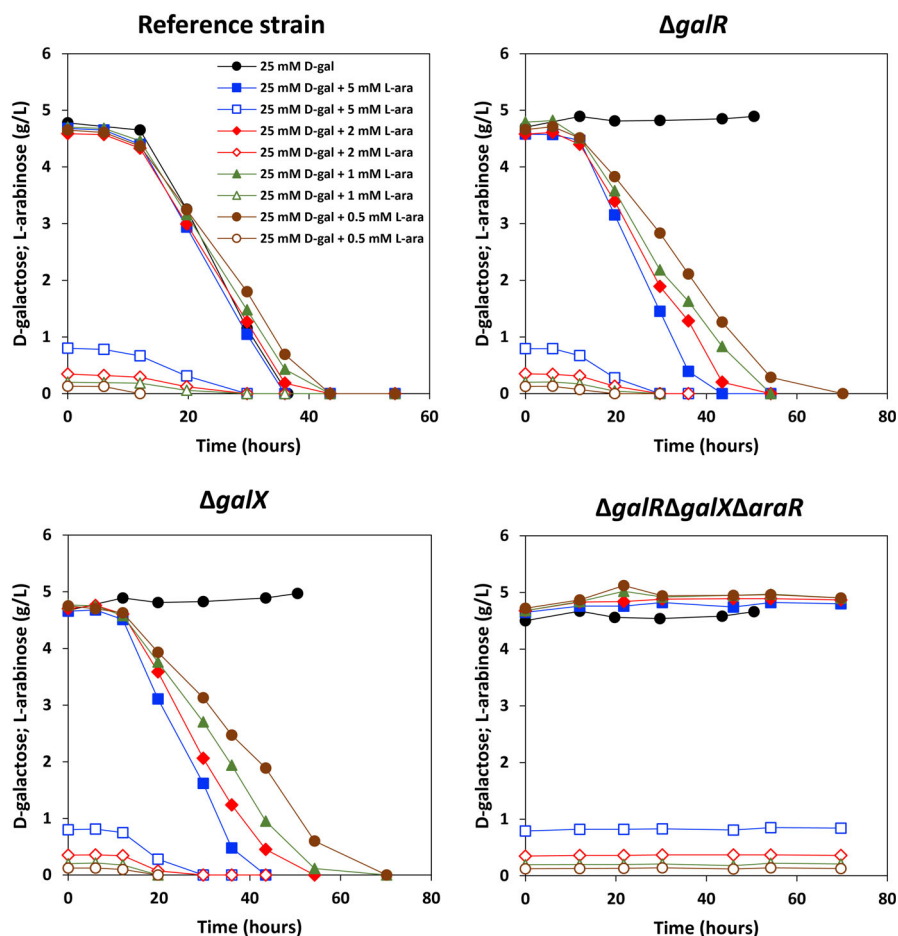 Reference strain
D-galactose; L-arabinose (g/L)
6
5
4
3
2
1
0
25 mM D-gal
25 mM D-gal + 5 mM L-ara
25 mM D-gal + 5 mM L-ara
25 mM D-gal + 2 mM L-ara
25 mM D-gal + 2 mM L-ara
25 mM D-gal + 1 mM L-ara
25 mM D-gal + 1 mM L-ara
25 mM D-gal + 0.5 mM L-ara
25 mM D-gal + 0.5 mM L-ara
0 20 40 60
Time (hours)
ΔgalR
D-galactose; L-arabinose (g/L)
6
5
4
3
2
1
0
0 20 40 60 80
Time (hours)
ΔgalX
D-galactose; L-arabinose (g/L)
6
5
4
3
2
1
0
0 20 40 60 80
Time (hours)
ΔgalRΔgalXΔaraR
D-galactose; L-arabinose (g/L)
6
5
4
3
2
1
0
0 20 40 60 80
Time (hours)